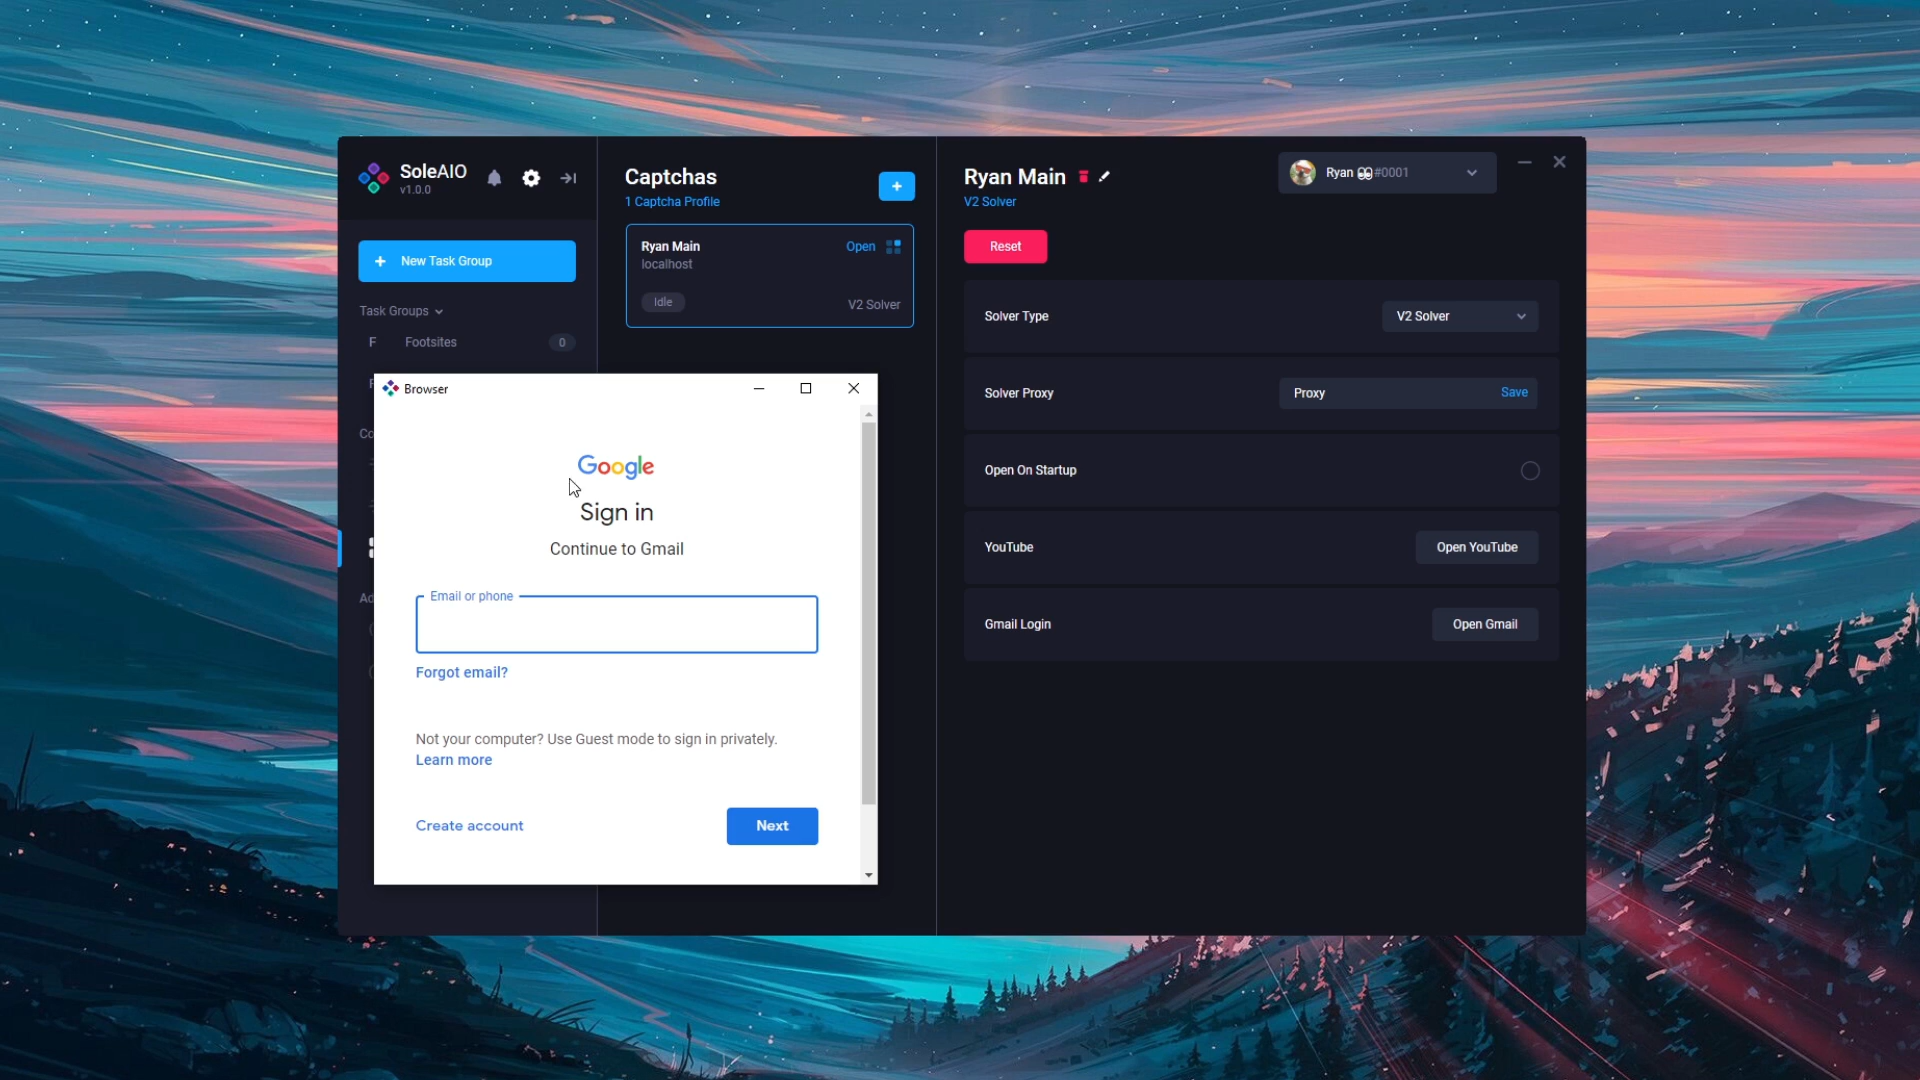 SoleAIO
v1.0.0
New Task Group
Task Groups
F Footsites 0
Co
Ad
Captchas
1 Captcha Profile
+
Ryan Main Open
localhost
Idle V2 Solver
Ryan Main
V2 Solver
Ryan 👀#0001
Reset
Solver Type V2 Solver
Solver Proxy Proxy Save
Open On Startup
YouTube Open YouTube
Gmail Login Open Gmail
Browser
Google
Sign in
Continue to Gmail
Email or phone
Forgot email?
Not your computer? Use Guest mode to sign in privately.
Learn more
Create account Next